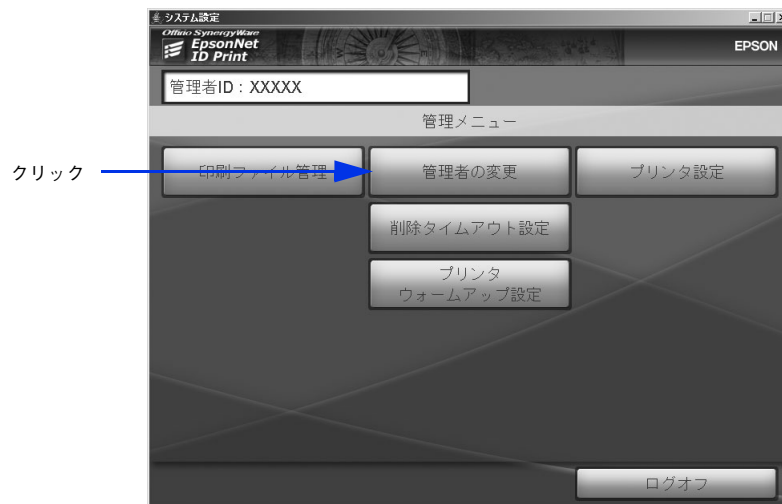 システム設定
Offirio SynergyWare
EpsonNet
ID Print
EPSON
管理者ID：XXXXX
管理メニュー
クリック
印刷ファイル管理
管理者の変更
プリンタ設定
削除タイムアウト設定
プリンタ
ウォームアップ設定
ログオフ